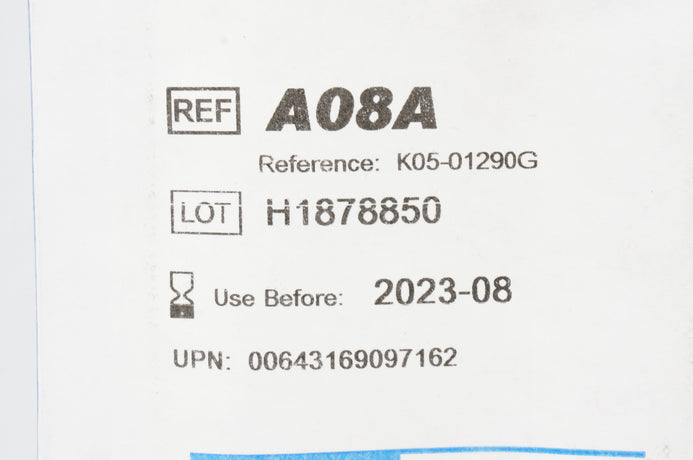 REF A08A
Reference: K05-01290G
LOT H1878850
Use Before: 2023-08
UPN: 00643169097162